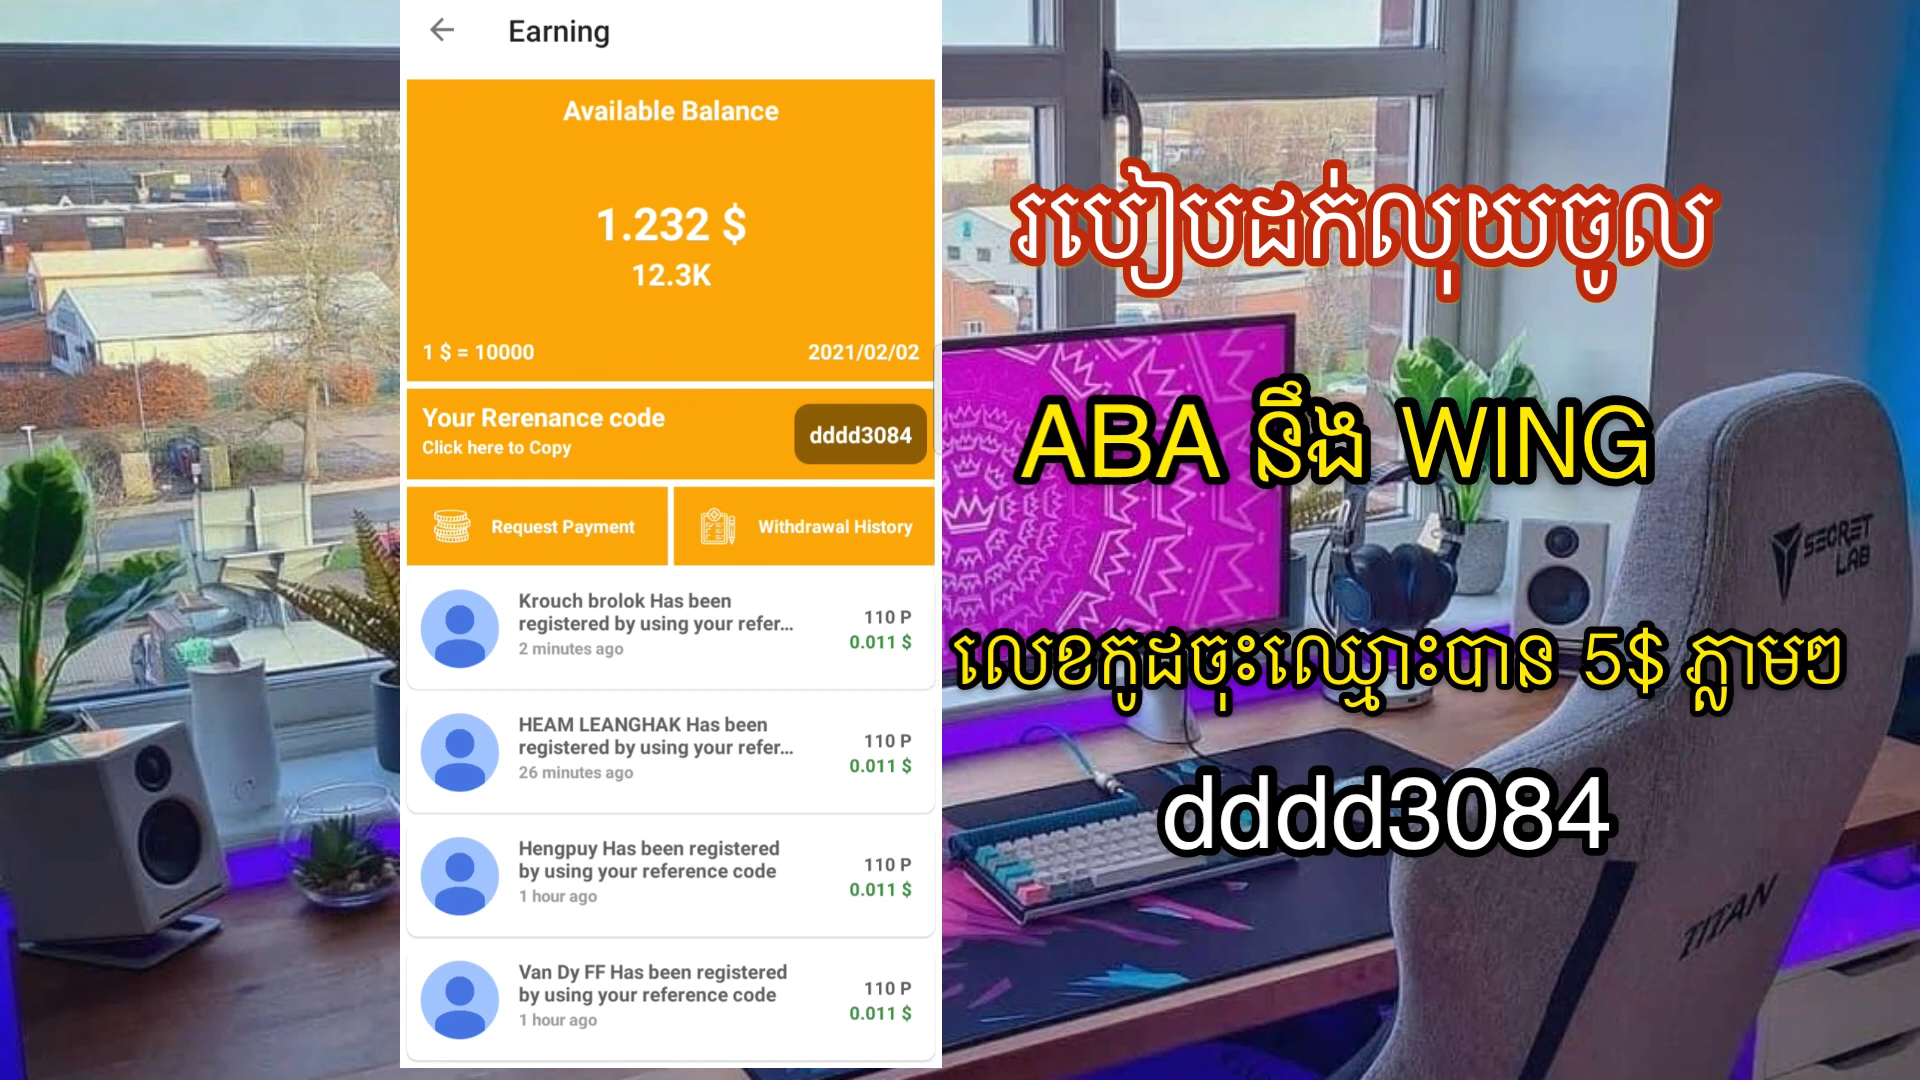 Earning
Available Balance
1.232 $
12.3K
1 $ = 10000
2021/02/02
Your Rerenance code
Click here to Copy
dddd3084
Request Payment
Withdrawal History
Krouch brolok Has been
registered by using your refer...
2 minutes ago
110 P
0.011 $
HEAM LEANGHAK Has been
registered by using your refer...
26 minutes ago
110 P
0.011 $
Hengpuy Has been registered
by using your reference code
1 hour ago
110 P
0.011 $
Van Dy FF Has been registered
by using your reference code
1 hour ago
110 P
0.011 $
របៀបដក់លុយចូល
ABA នឹង WING
លេខកូដចុះឈ្មោះបាន 5$ ភ្លាមៗ
dddd3084
SECRET
LAB
TITAN